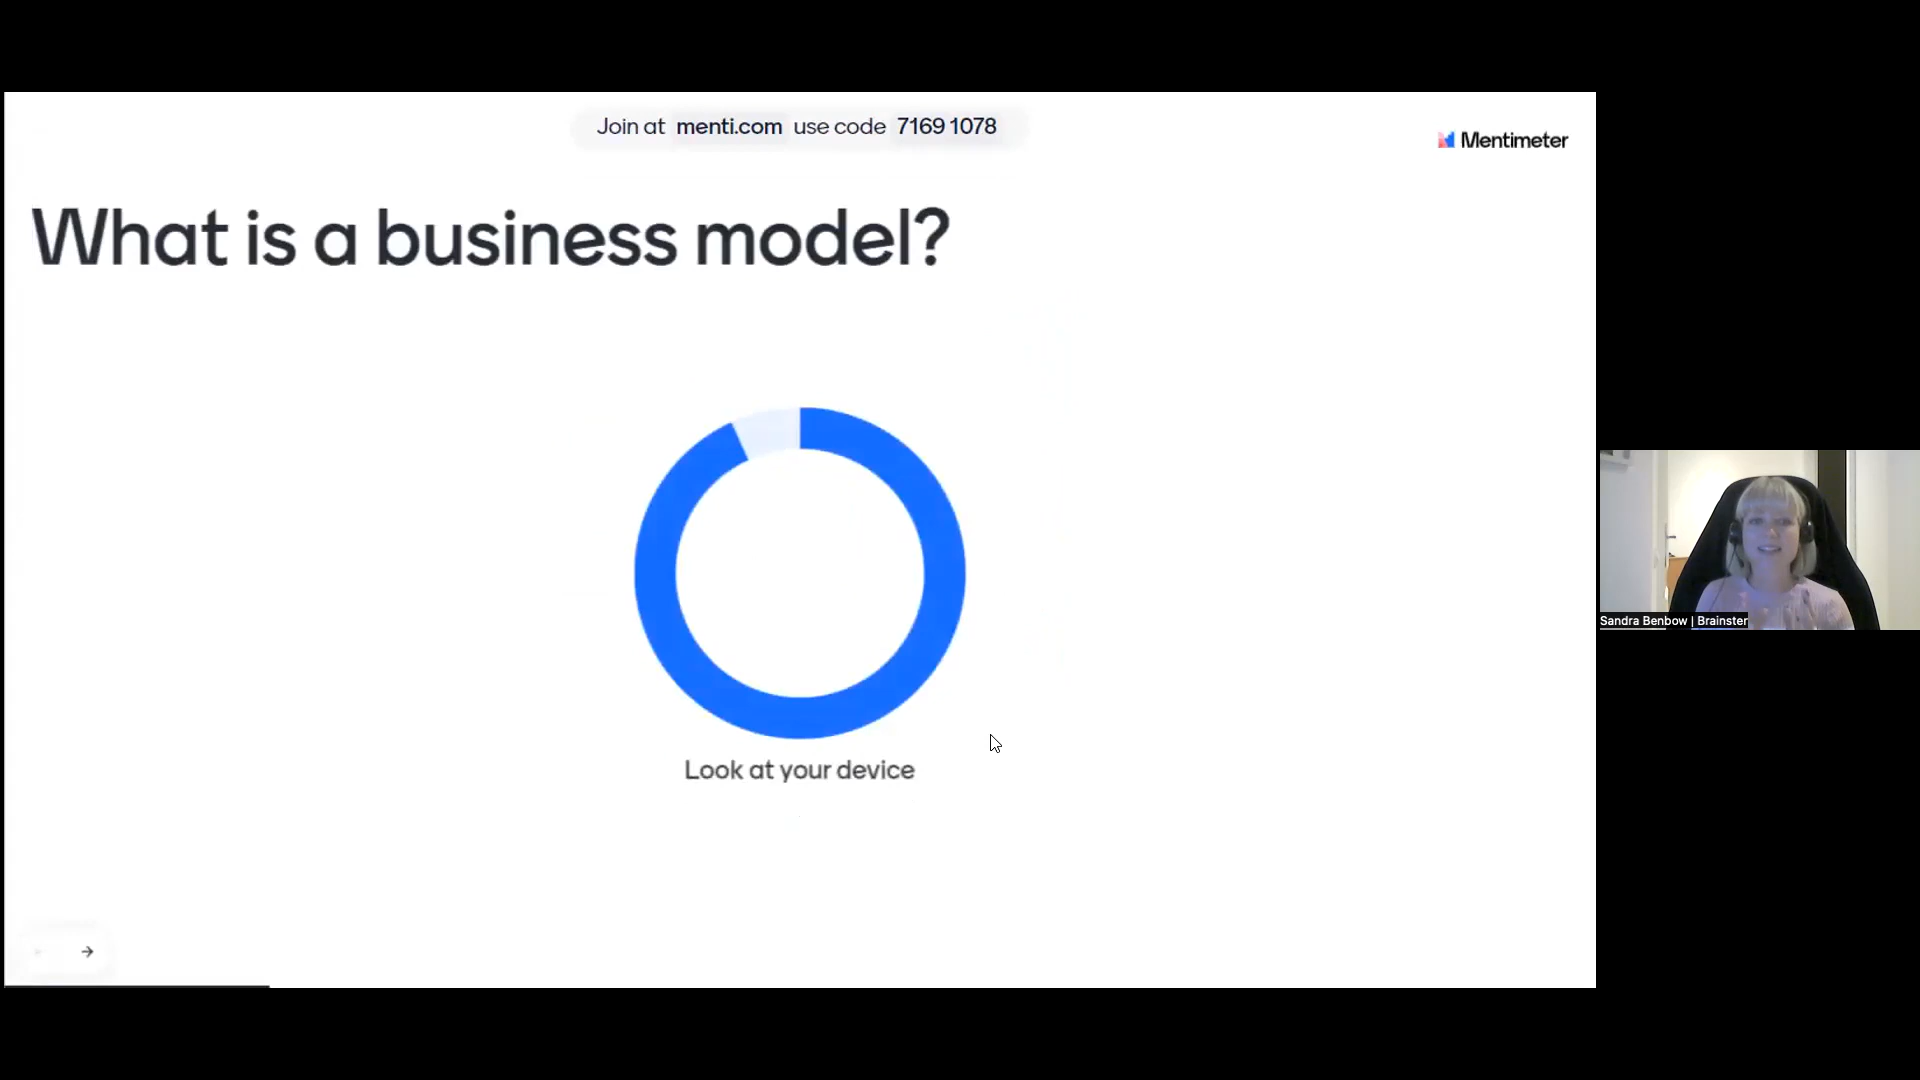 Join at menti.com use code 7169 1078
Mentimeter
What is a business model?
Look at your device
Sandra Benbow | Brainster